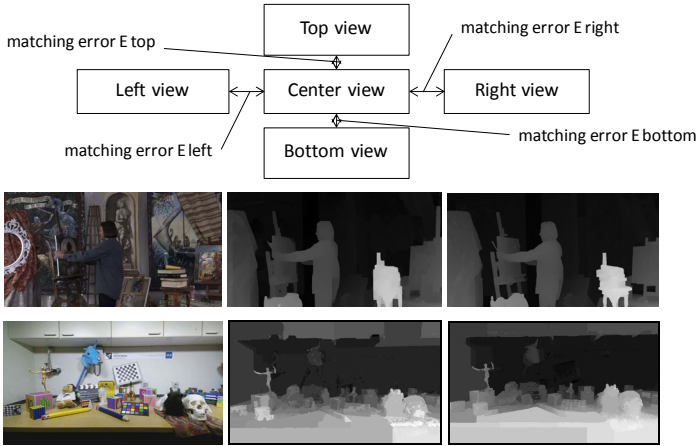 Top view
matching error E top
matching error E right
Left view
Center view
Right view
matching error E left
matching error E bottom
Bottom view